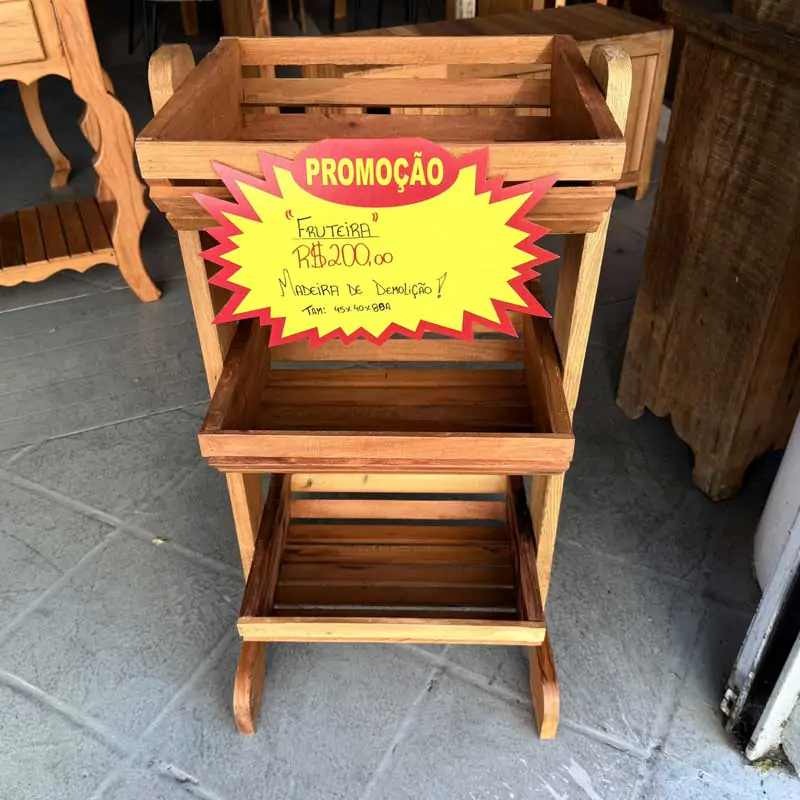 PROMOÇÃO
"FRUTEIRA"
R$200,00
MADEIRA DE DEMOLIÇÃO!
TAM: 45X40X88A